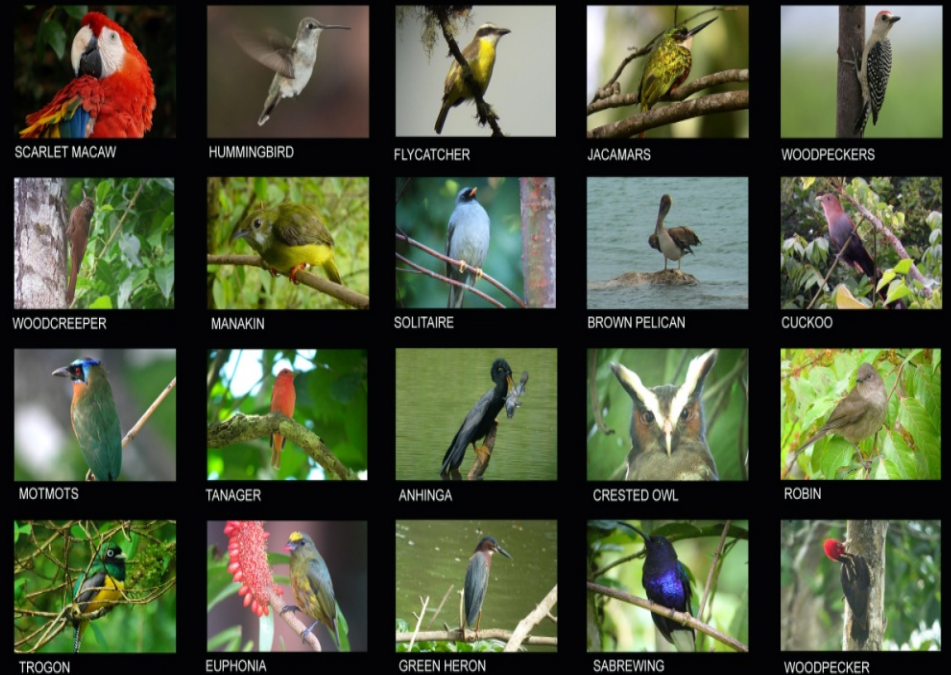 SCARLET MACAW
HUMMINGBIRD
FLYCATCHER
JACAMARS
WOODPECKERS
WOODCREEPER
MANAKIN
SOLITAIRE
BROWN PELICAN
CUCKOO
MOTMOTS
TANAGER
ANHINGA
CRESTED OWL
ROBIN
TROGON
EUPHONIA
GREEN HERON
SABREWING
WOODPECKER